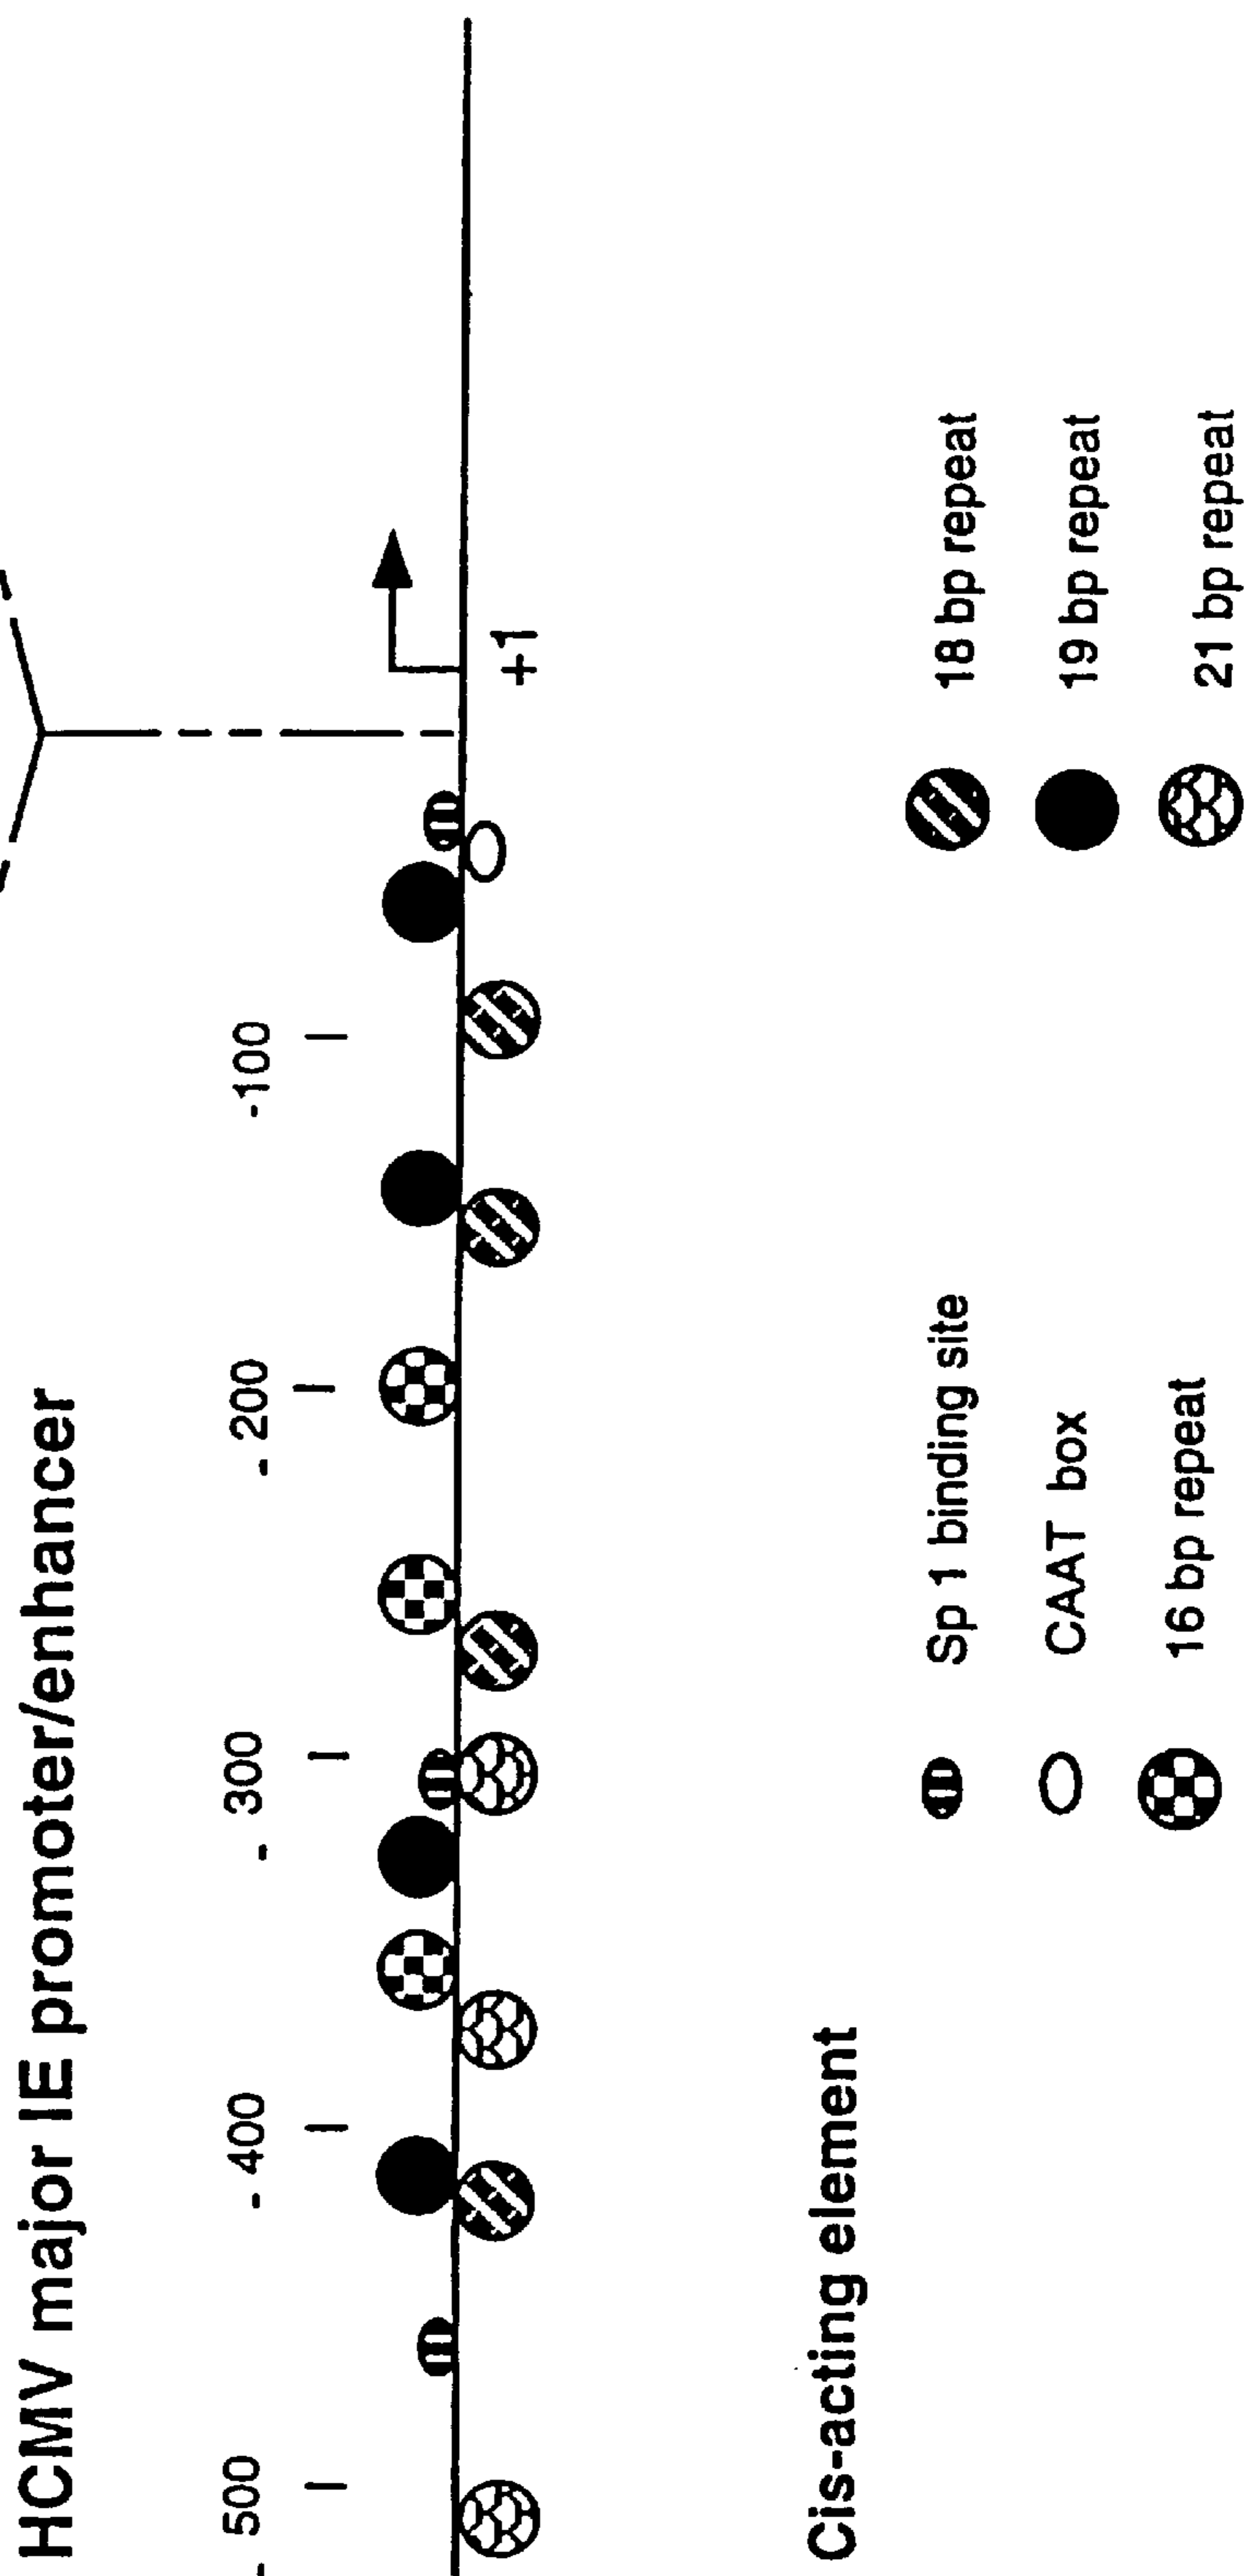 HCMV major IE promoter/enhancer
- 500
- 400
- 300
- 200
-100
+1
Cis-acting element
Sp 1 binding site
CAAT box
16 bp repeat
18 bp repeat
19 bp repeat
21 bp repeat